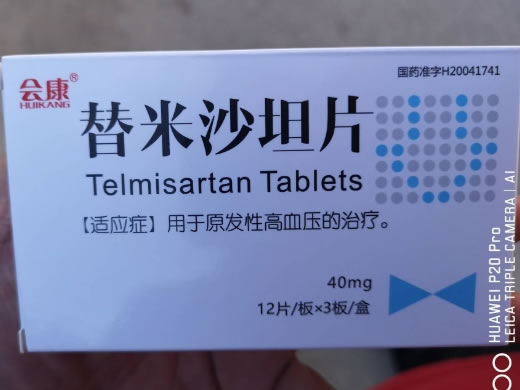 国药准字H20041741
会康®
HUIKANG
替米沙坦片
Telmisartan Tablets
【适应症】用于原发性高血压的治疗。
40mg
12片/板×3板/盒
HUAWEI P20 Pro
LEICA TRIPLE CAMERA | AI